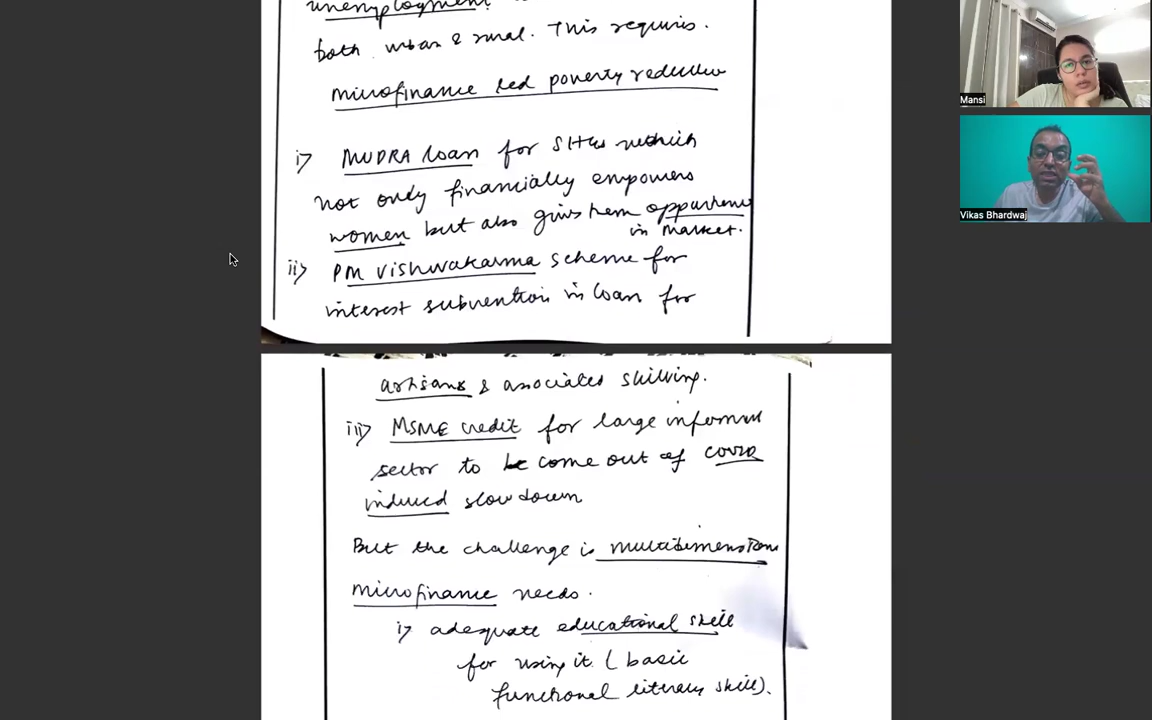 unemployment
both urban & rural. This requires.
microfinance led poverty reduction
i) MUDRA loan for SHGs which
not only financially empowers
women but also gives them
in market.
ii) PM Vishwakarma scheme for
interest subvention in loan for
artisans & associates skilling.
iii) MSME credit for large informal
sector to come out of covid
induced slowdown
But the challenge is multidimensional
microfinance needs.
i) adequate educational skill
for using it. (basic
functional literacy skill).
Mansi
Vikas Bhardwaj